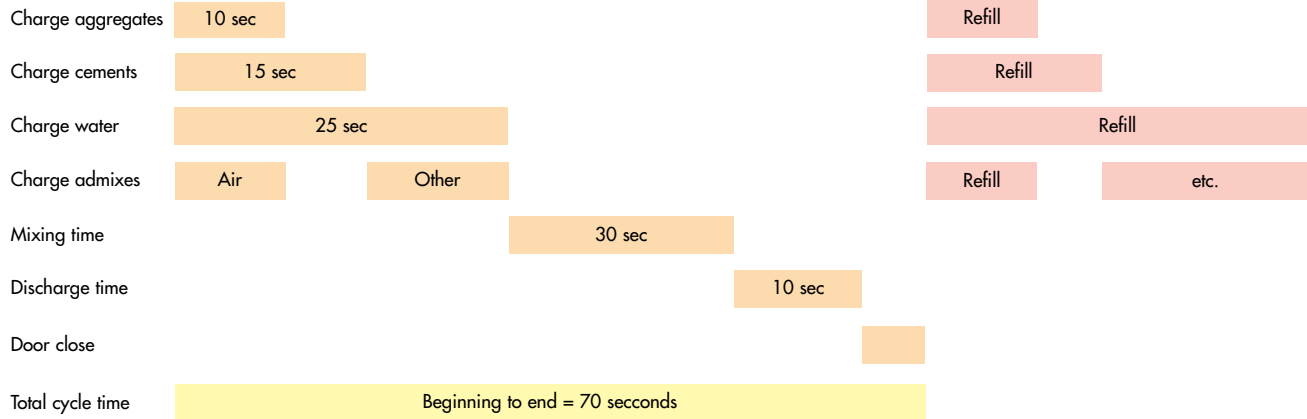 Charge aggregates 10 sec Refill
Charge cements 15 sec Refill
Charge water 25 sec Refill
Charge admixes Air Other Refill etc.
Mixing time 30 sec
Discharge time 10 sec
Door close
Total cycle time Beginning to end = 70 secconds